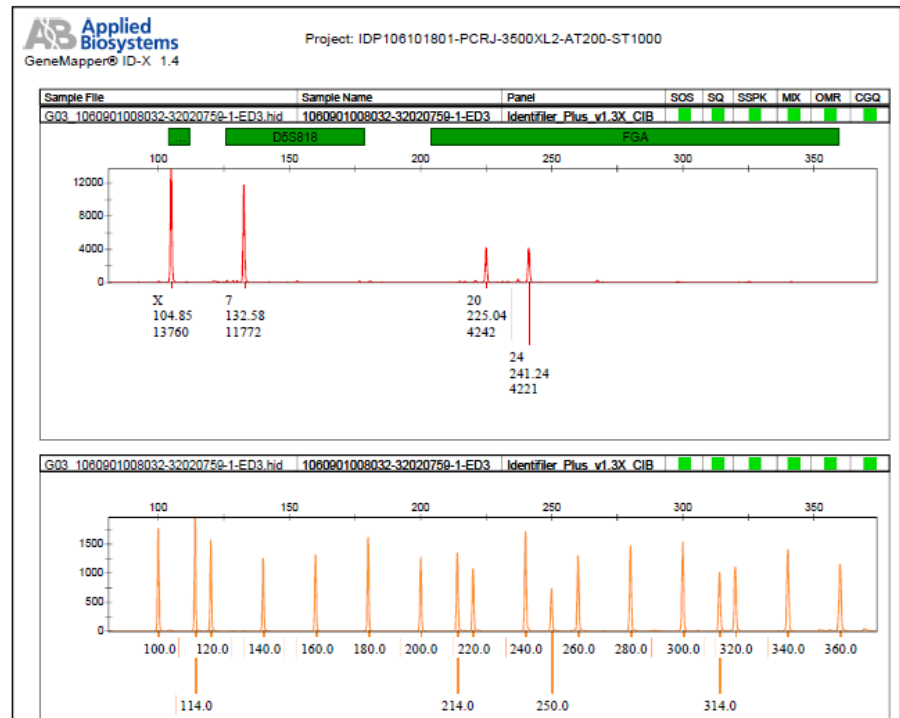 AB Applied
Biosystems
GeneMapper® ID-X 1.4
Project: IDP106101801-PCRJ-3500XL2-AT200-ST1000
Sample File Sample Name Panel SOS SQ SSPK MIX OMR CGQ
G03_1060901008032-32020759-1-ED3.hid 1060901008032-32020759-1-ED3 Identifiler_Plus_v1.3X_CIB
... D5S818 FGA
100 150 200 250 300 350
12000
8000
4000
0
X 7 20
104.85 132.58 225.04
13760 11772 4242
24
241.24
4221
G03_1060901008032-32020759-1-ED3.hid 1060901008032-32020759-1-ED3 Identifiler_Plus_v1.3X_CIB
100 150 200 250 300 350
1500
1000
500
0
100.0 120.0 140.0 160.0 180.0 200.0 220.0 240.0 260.0 280.0 300.0 320.0 340.0 360.0
114.0 214.0 250.0 314.0